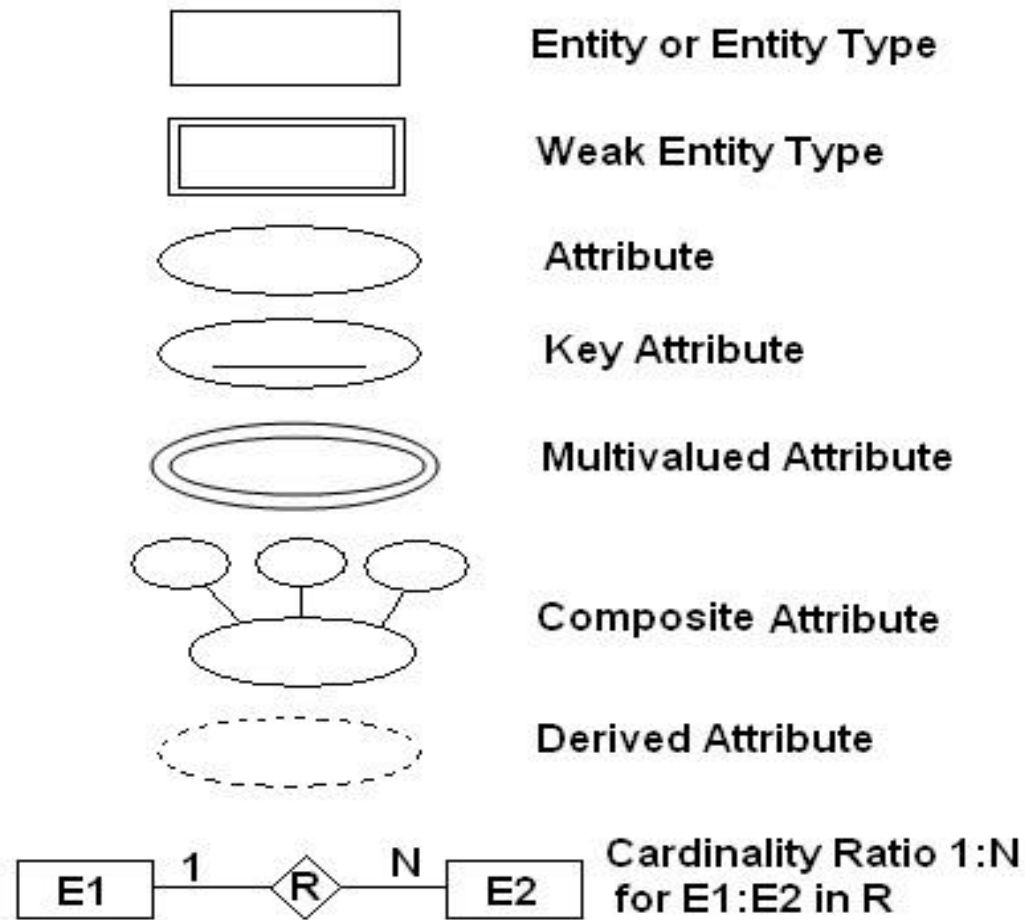 Entity or Entity Type
Weak Entity Type
Attribute
Key Attribute
Multivalued Attribute
Composite Attribute
Derived Attribute
E1 1 R N E2 Cardinality Ratio 1:N
for E1:E2 in R